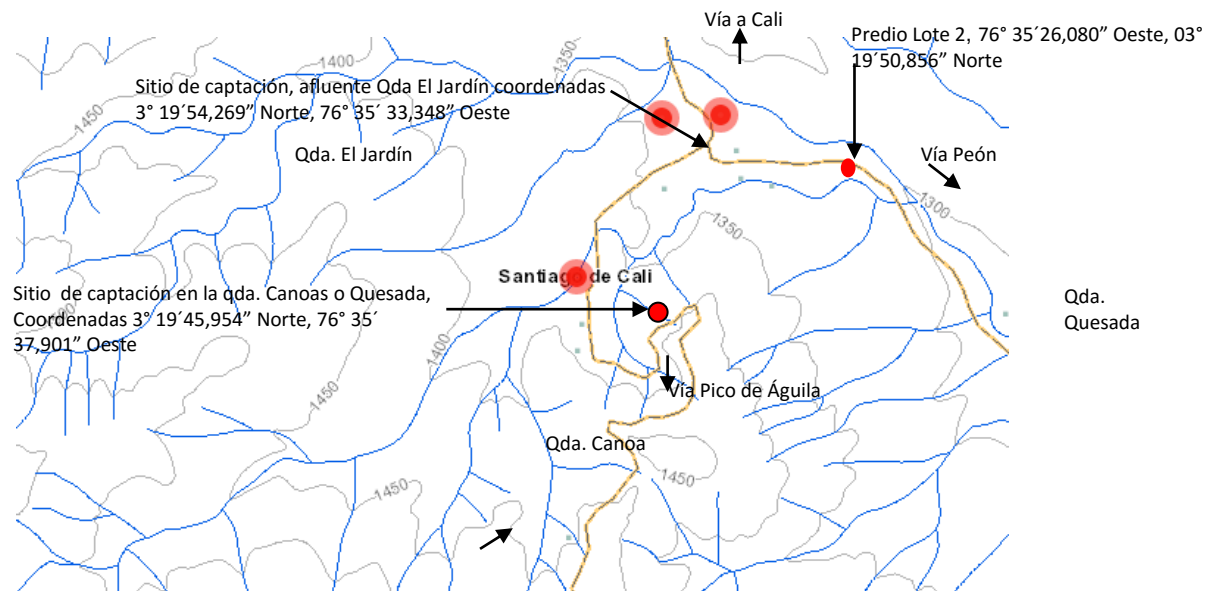 Vía a Cali
Predio Lote 2, 76° 35´26,080” Oeste, 03°
19´50,856” Norte
1350
1400
Sitio de captación, afluente Qda El Jardín coordenadas
3° 19´54,269” Norte, 76° 35´ 33,348” Oeste
1450
Qda. El Jardín
Vía Peón
1300
1350
Santiago de Cali
Sitio de captación en la qda. Canoas o Quesada,
Coordenadas 3° 19´45,954” Norte, 76° 35´
37,901” Oeste
Qda.
Quesada
1400
1450
Vía Pico de Águila
Qda. Canoa
1450
1450
1450